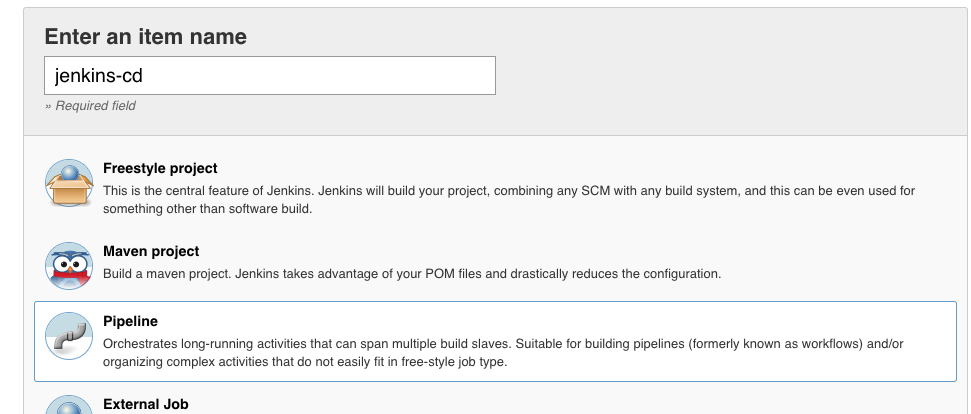 Enter an item name
jenkins-cd
» Required field
Freestyle project
This is the central feature of Jenkins. Jenkins will build your project, combining any SCM with any build system, and this can be even used for
something other than software build.
Maven project
Build a maven project. Jenkins takes advantage of your POM files and drastically reduces the configuration.
Pipeline
Orchestrates long-running activities that can span multiple build slaves. Suitable for building pipelines (formerly known as workflows) and/or
organizing complex activities that do not easily fit in free-style job type.
External Job